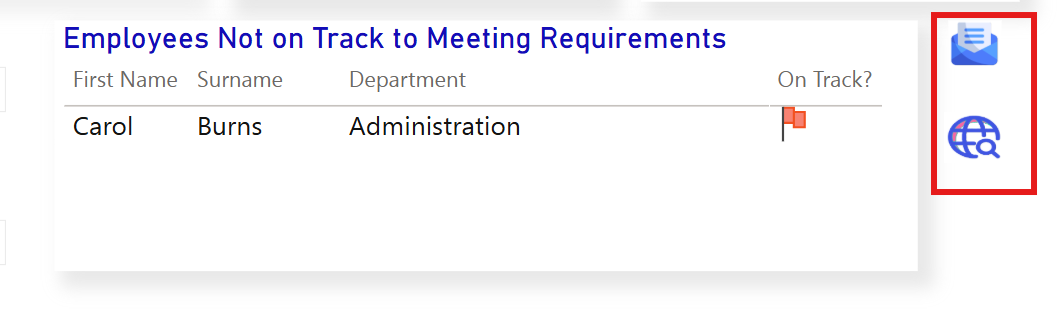 Employees Not on Track to Meeting Requirements
First Name Surname Department On Track?
Carol Burns Administration